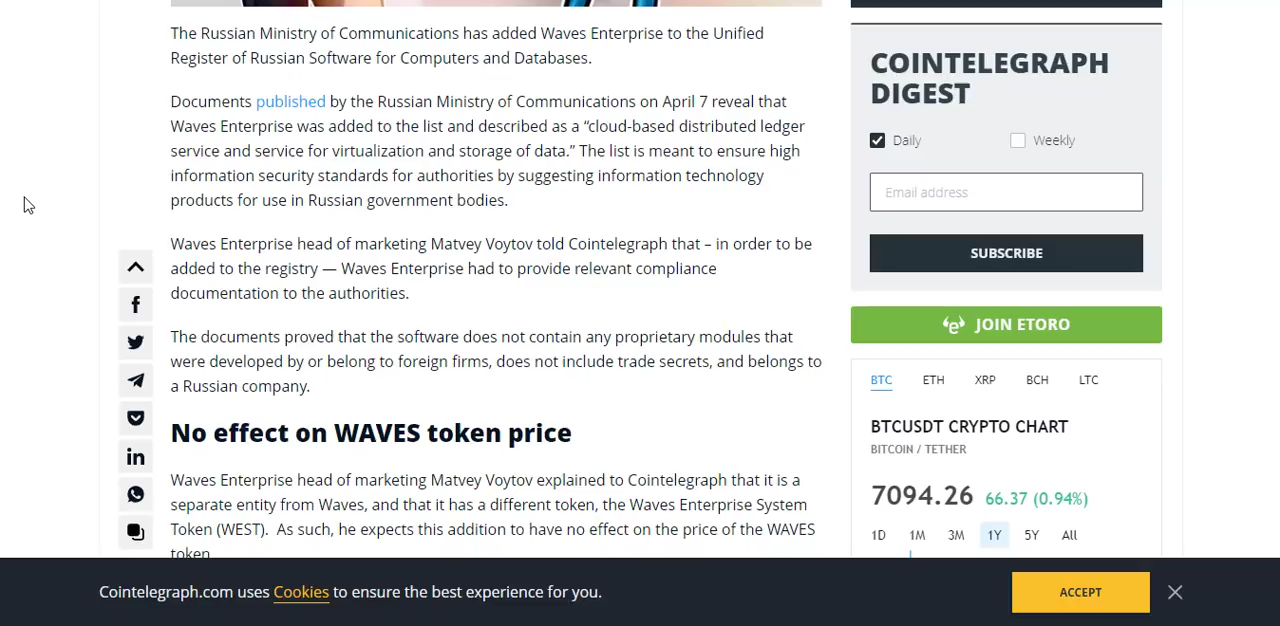 The Russian Ministry of Communications has added Waves Enterprise to the Unified
Register of Russian Software for Computers and Databases.
Documents published by the Russian Ministry of Communications on April 7 reveal that
Waves Enterprise was added to the list and described as a “cloud-based distributed ledger
service and service for virtualization and storage of data.” The list is meant to ensure high
information security standards for authorities by suggesting information technology
products for use in Russian government bodies.
Waves Enterprise head of marketing Matvey Voytov told Cointelegraph that – in order to be
added to the registry — Waves Enterprise had to provide relevant compliance
documentation to the authorities.
The documents proved that the software does not contain any proprietary modules that
were developed by or belong to foreign firms, does not include trade secrets, and belongs to
a Russian company.
No effect on WAVES token price
Waves Enterprise head of marketing Matvey Voytov explained to Cointelegraph that it is a
separate entity from Waves, and that it has a different token, the Waves Enterprise System
Token (WEST). As such, he expects this addition to have no effect on the price of the WAVES
token
COINTELEGRAPH
DIGEST
Daily Weekly
Email address
SUBSCRIBE
JOIN ETORO
BTC ETH XRP BCH LTC
BTCUSDT CRYPTO CHART
BITCOIN / TETHER
7094.26 66.37 (0.94%)
1D 1M 3M 1Y 5Y All
Cointelegraph.com uses Cookies to ensure the best experience for you.
ACCEPT